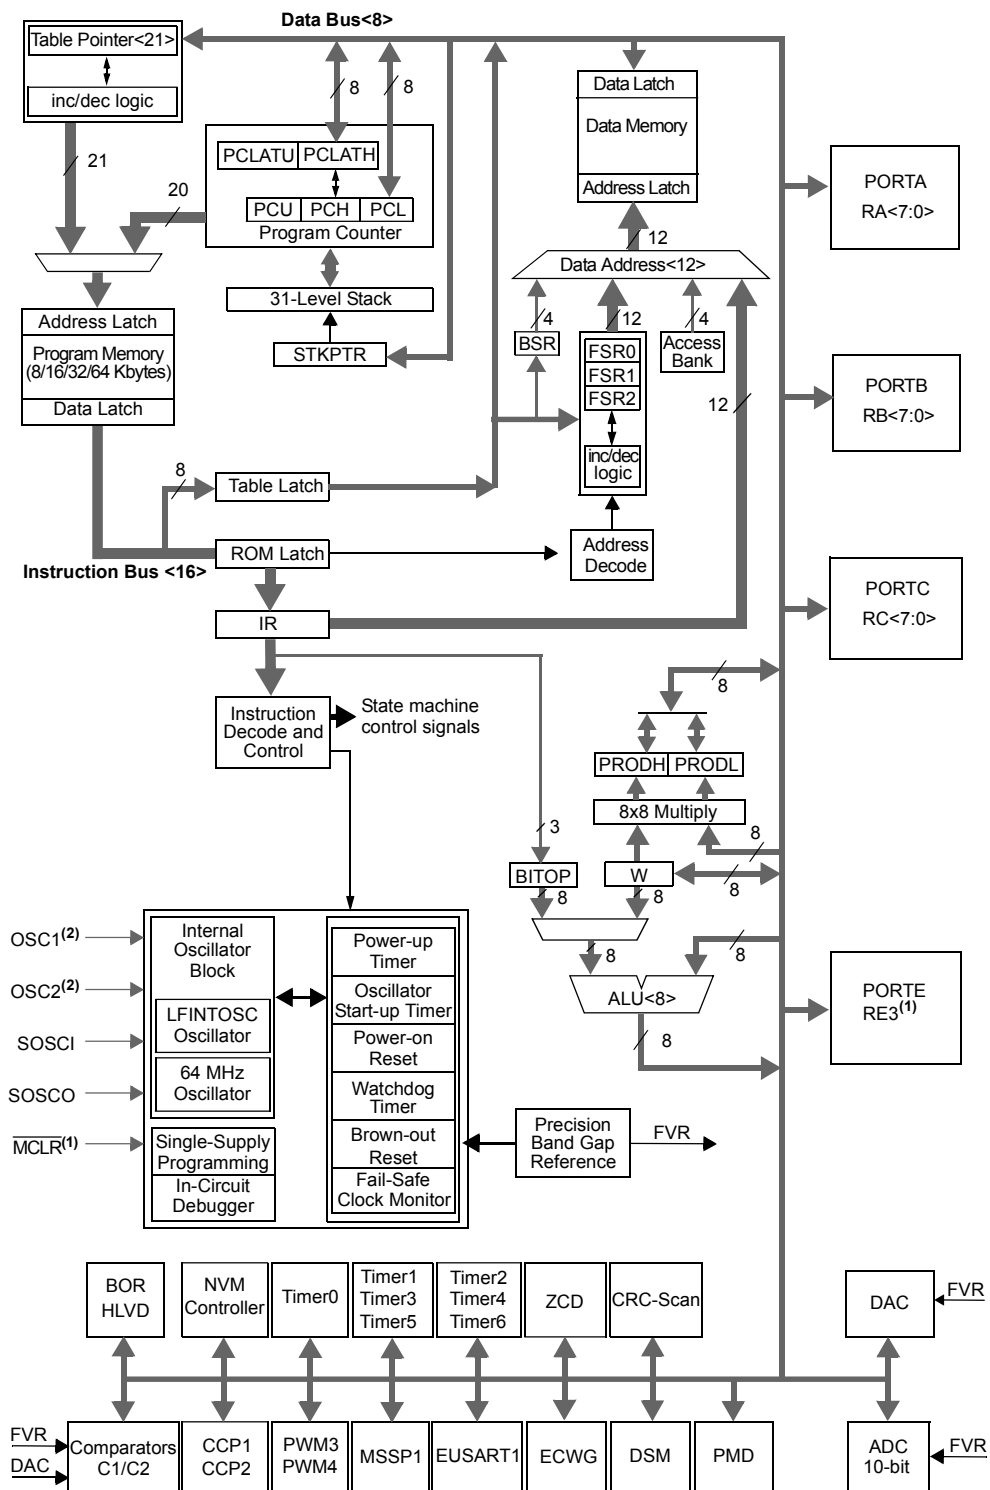 Data Bus<8>
Table Pointer<21>
inc/dec logic
21
20
8
8
PCLATU PCLATH
PCU PCH PCL
Program Counter
31-Level Stack
STKPTR
Data Latch
Data Memory
Address Latch
12
Data Address<12>
4
12
4
BSR
FSR0
FSR1
FSR2
inc/dec
logic
Access
Bank
12
Address Latch
Program Memory
(8/16/32/64 Kbytes)
Data Latch
8
Table Latch
ROM Latch
Instruction Bus <16>
Address
Decode
IR
Instruction
Decode and
Control
State machine
control signals
PORTA
RA<7:0>
PORTB
RB<7:0>
PORTC
RC<7:0>
8
PRODH PRODL
8x8 Multiply
3
8
BITOP
W
8
8
8
8
8
ALU<8>
8
PORTE
RE3(1)
OSC1(2)
OSC2(2)
SOSCI
SOSCO
MCLR(1)
Internal
Oscillator
Block
LFINTOSC
Oscillator
64 MHz
Oscillator
Single-Supply
Programming
In-Circuit
Debugger
Power-up
Timer
Oscillator
Start-up Timer
Power-on
Reset
Watchdog
Timer
Brown-out
Reset
Fail-Safe
Clock Monitor
Precision
Band Gap
Reference
FVR
BOR
HLVD
NVM
Controller
Timer0
Timer1
Timer3
Timer5
Timer2
Timer4
Timer6
ZCD
CRC-Scan
DAC
FVR
FVR
DAC
Comparators
C1/C2
CCP1
CCP2
PWM3
PWM4
MSSP1
EUSART1
ECWG
DSM
PMD
ADC
10-bit
FVR